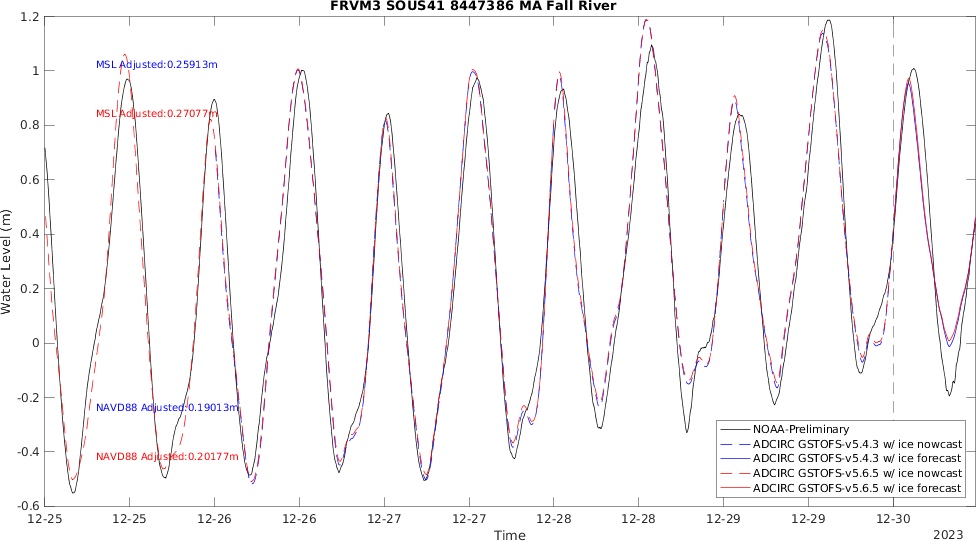 FRVM3 SOUS41 8447386 MA Fall River
Water Level (m)
1.2
1
0.8
0.6
0.4
0.2
0
-0.2
-0.4
-0.6
MSL Adjusted:0.25913m
MSL Adjusted:0.27077m
NAVD88 Adjusted:0.19013m
NAVD88 Adjusted:0.20177m
NOAA-Preliminary
ADCIRC GSTOFS-v5.4.3 w/ ice nowcast
ADCIRC GSTOFS-v5.4.3 w/ ice forecast
ADCIRC GSTOFS-v5.6.5 w/ ice nowcast
ADCIRC GSTOFS-v5.6.5 w/ ice forecast
12-25 12-25 12-26 12-26 12-27 12-27 12-28 12-28 12-29 12-29 12-30
Time
2023